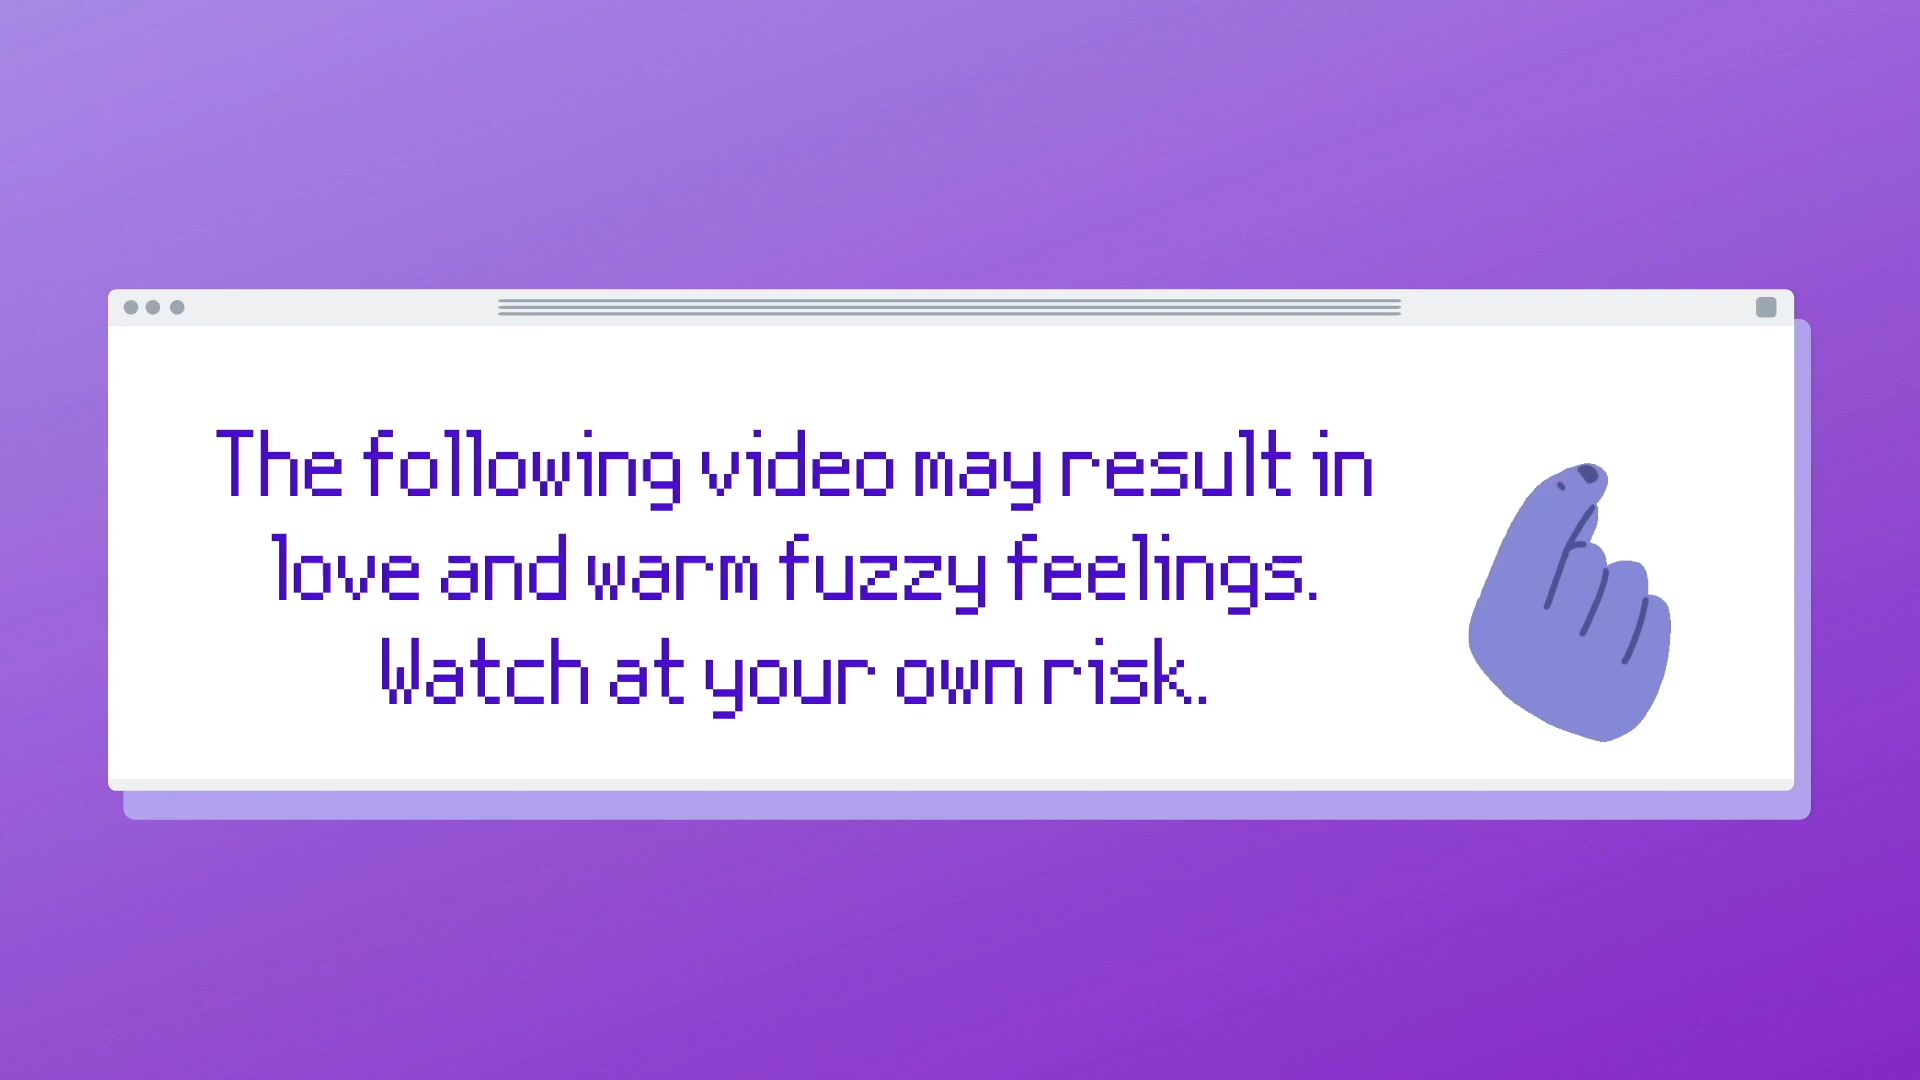 The following video may result in
love and warm fuzzy feelings.
Watch at your own risk.